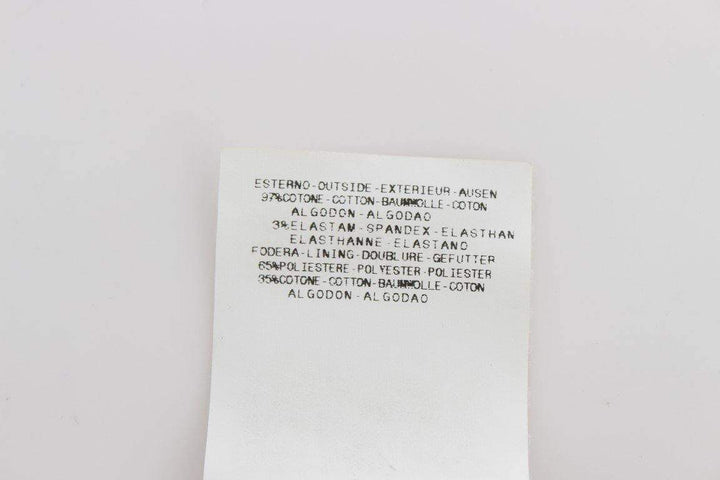 ESTERNO-OUTSIDE-EXTERIEUR-AUSEN
97%COTONE-COTTON-BAUMWOLLE-COTON
ALGODON-ALGODAO
3%ELASTAM-SPANDEX-ELASTHAN
ELASTHANNE-ELASTANO
FODERA-LINING-DOUBLURE-GEFUTTER
65%POLIESTERE-POLYESTER-POLIESTER
35%COTONE-COTTON-BAUMWOLLE-COTON
ALGODON-ALGODAO